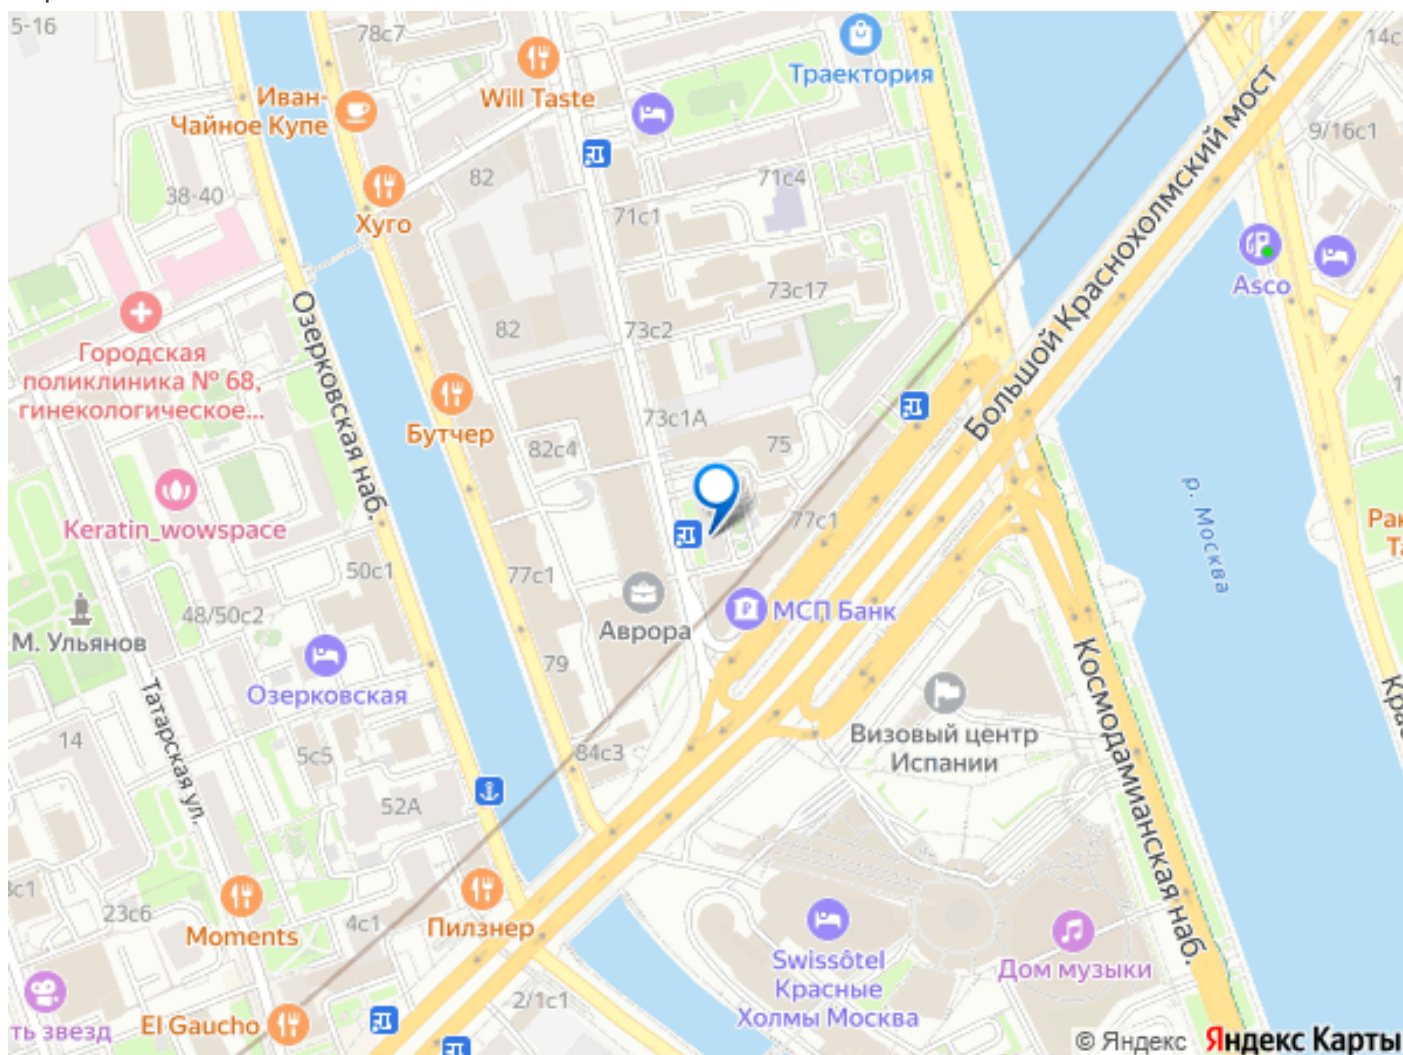 5-16
78с7
14с
Траектория
Will Taste
Иван-
Чайное Купе
9/16с1
38-40
82
71с4
Хуго
71с1
Asco
73с17
82
73с2
Большой Краснохолмский мост
Озерковская наб.
Городская
поликлиника № 68,
гинекологическое...
73с1А
Бутчер
82с4
75
Keratin_wowspace
77с1
р. Москва
Рак
50с1
77с1
48/50с2
М. Ульянов
Аврора
МСП Банк
79
Озерковская
Татарская ул.
Космодамианская наб.
Крас
14
5с5
84с3
Визовый центр
Испании
52А
23с6
4с1
Moments
Пилзнер
Swissôtel
Красные
Холмы Москва
Дом музыки
2/1с1
ть звезд
El Gaucho
© Яндекс
Яндекс Карты